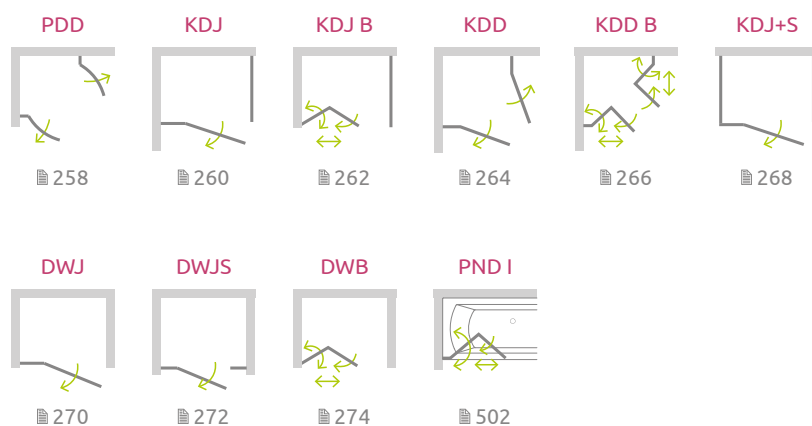 PDD KDJ KDJ B KDD KDD B KDJ+S
258 260 262 264 266 268
DWJ DWJS DWB PND I
270 272 274 502